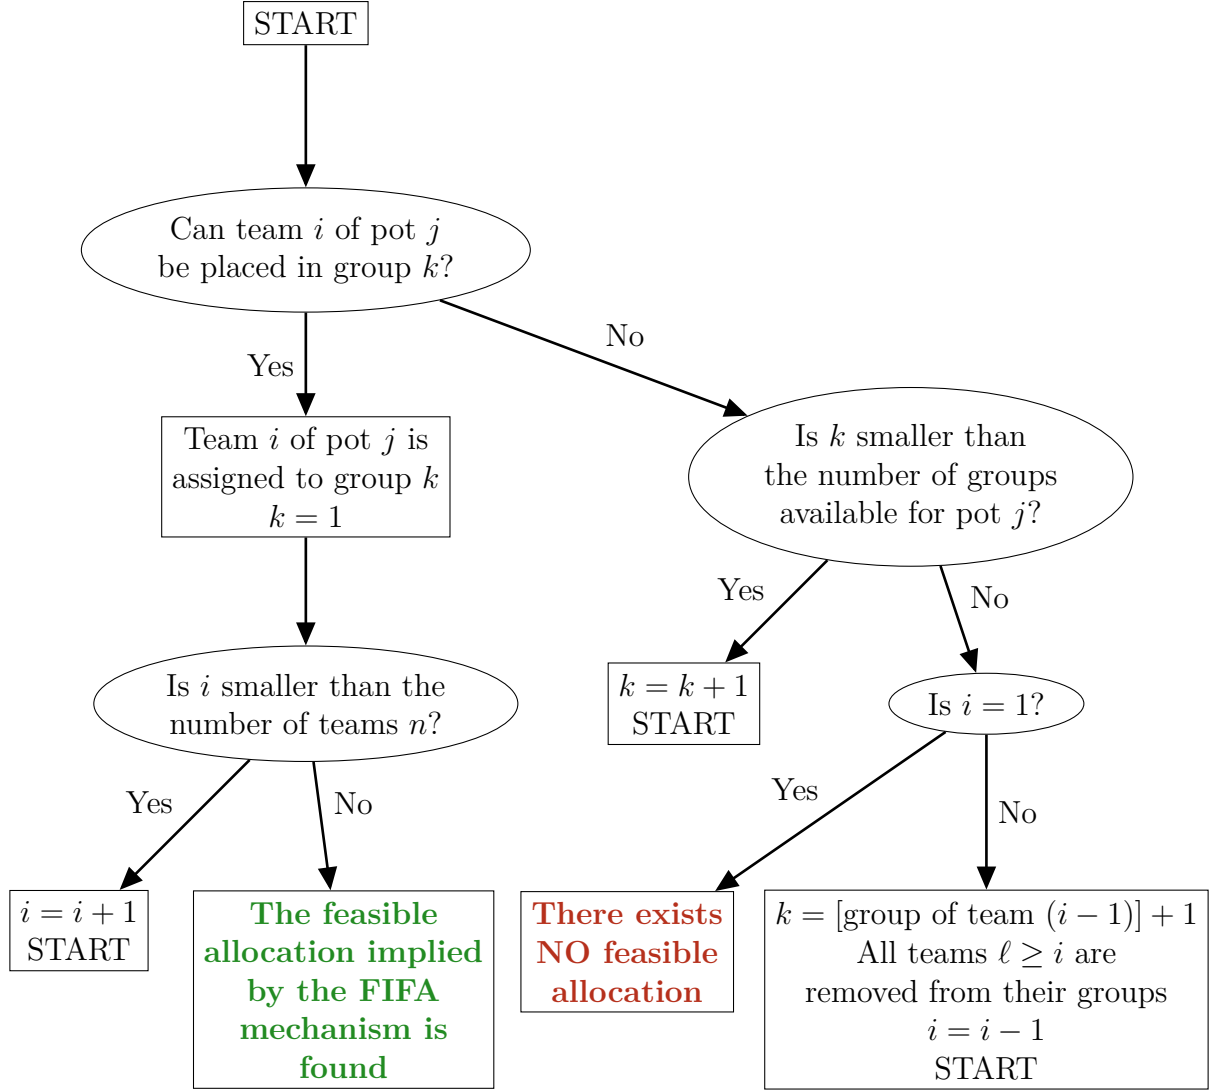 START
Can team i of pot j
be placed in group k?
No
Yes
Team i of pot j is
assigned to group k
k = 1
Is k smaller than
the number of groups
available for pot j?
Yes
No
Is i smaller than the
number of teams n?
k = k + 1
START
Is i = 1?
Yes
No
Yes
No
i = i + 1
START
The feasible
allocation implied
by the FIFA
mechanism is
found
There exists
NO feasible
allocation
k = [group of team (i − 1)] + 1
All teams ℓ ≥ i are
removed from their groups
i = i − 1
START